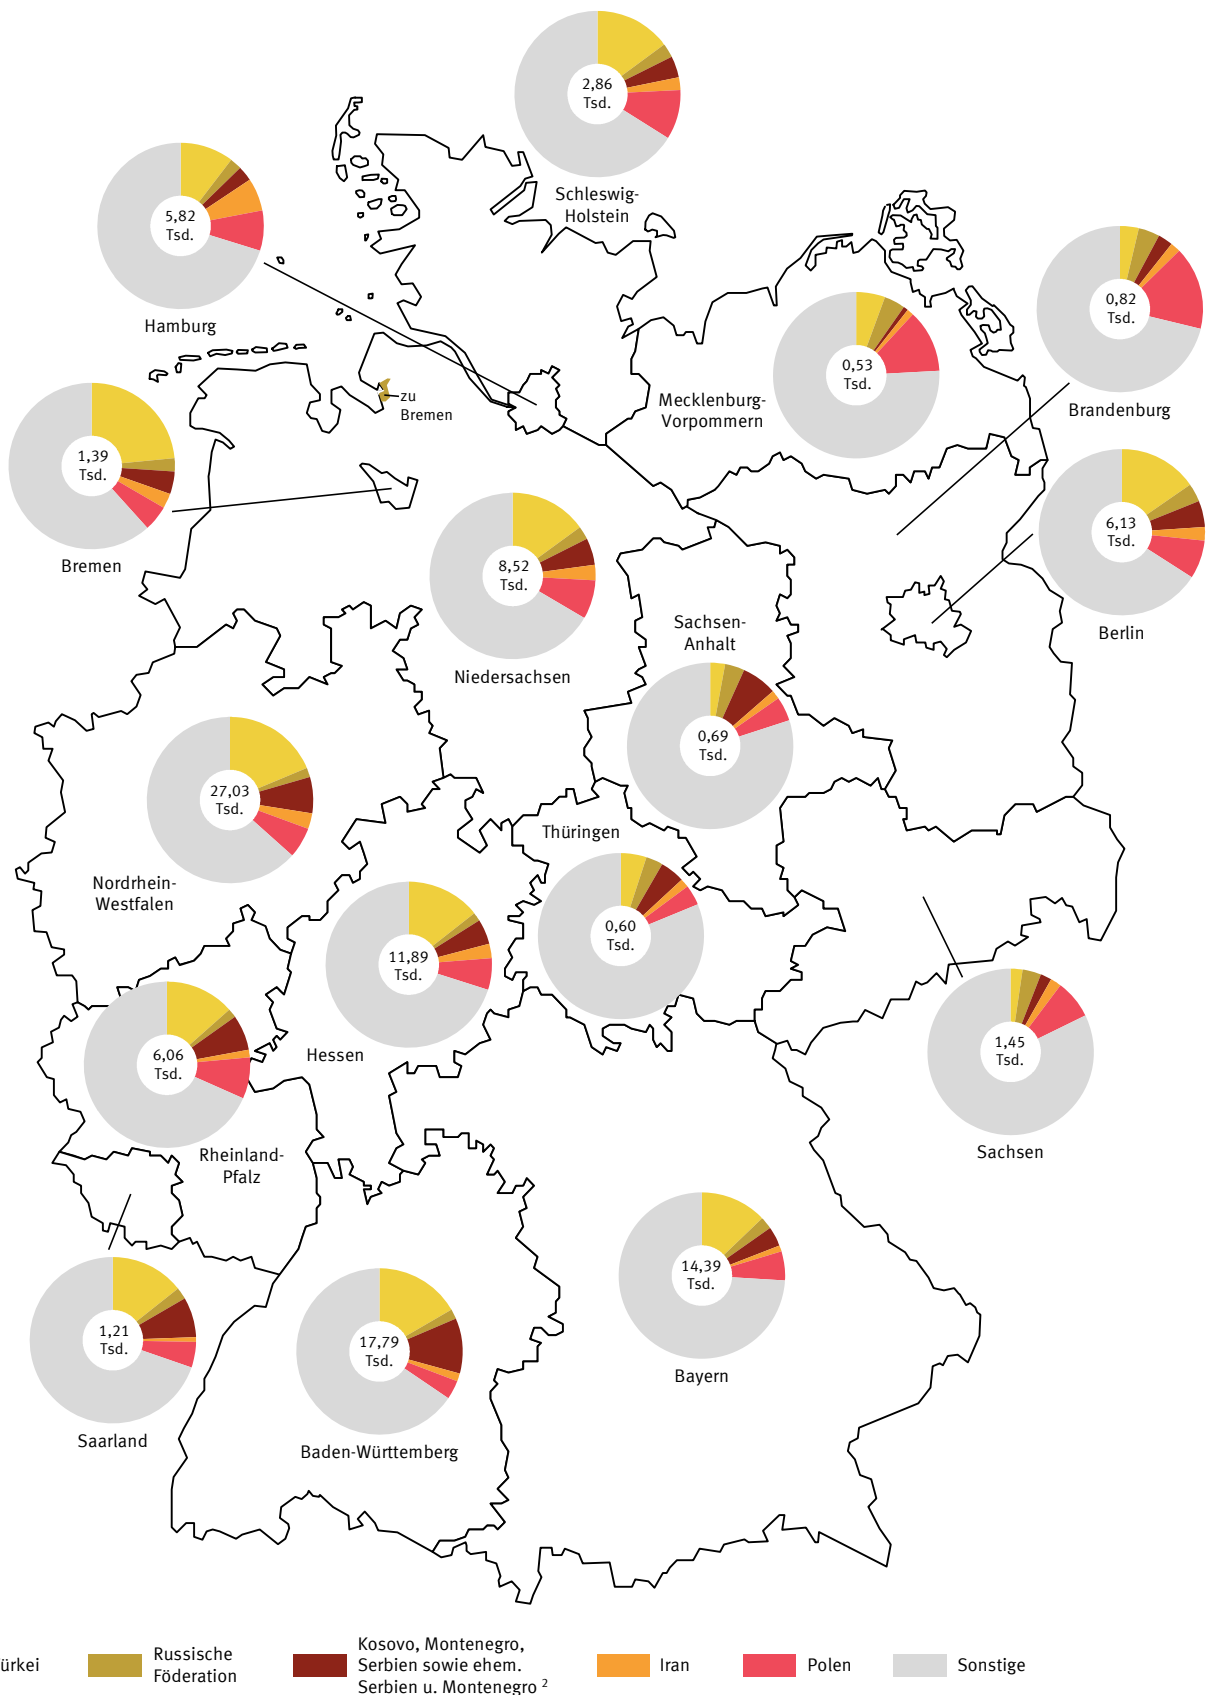 2,86
Tsd.
Schleswig-
Holstein
5,82
Tsd.
Hamburg
0,82
Tsd.
Brandenburg
0,53
Tsd.
Mecklenburg-
Vorpommern
zu
Bremen
1,39
Tsd.
Bremen
6,13
Tsd.
Berlin
8,52
Tsd.
Niedersachsen
Sachsen-
Anhalt
0,69
Tsd.
27,03
Tsd.
Nordrhein-
Westfalen
Thüringen
0,60
Tsd.
11,89
Tsd.
Hessen
6,06
Tsd.
Rheinland-
Pfalz
1,45
Tsd.
Sachsen
14,39
Tsd.
Bayern
1,21
Tsd.
Saarland
17,79
Tsd.
Baden-Württemberg
ürkei
Russische
Föderation
Kosovo, Montenegro,
Serbien sowie ehem.
Serbien u. Montenegro ²
Iran
Polen
Sonstige